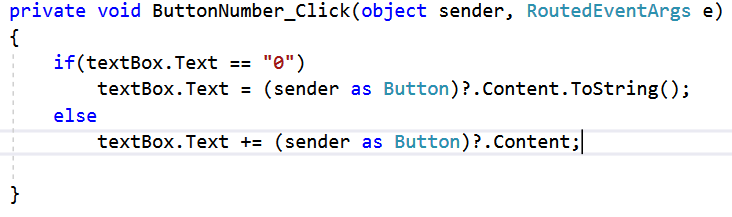 private void ButtonNumber_Click(object sender, RoutedEventArgs e)
{
    if(textBox.Text == "0")
        textBox.Text = (sender as Button)?.Content.ToString();
    else
        textBox.Text += (sender as Button)?.Content;
}